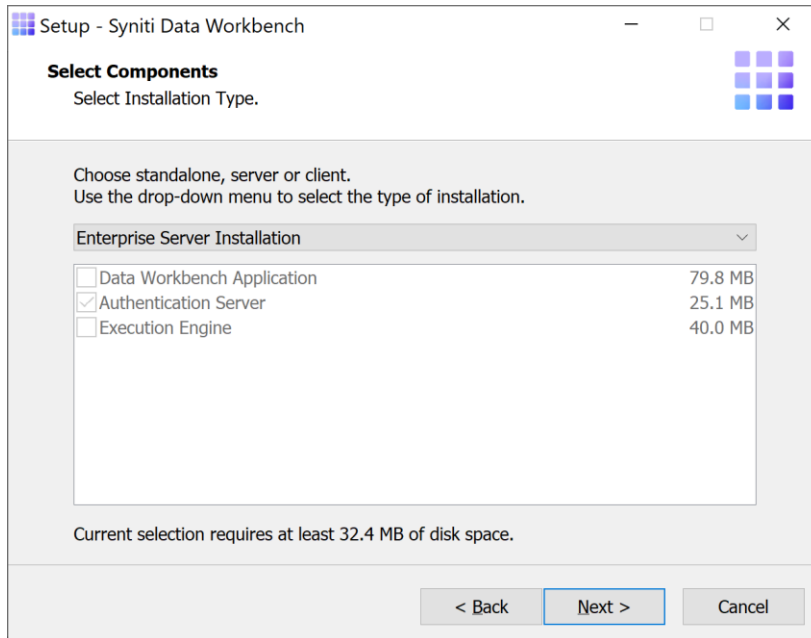 Setup - Syniti Data Workbench
Select Components
Select Installation Type.
Choose standalone, server or client.
Use the drop-down menu to select the type of installation.
Enterprise Server Installation
Data Workbench Application 79.8 MB
Authentication Server 25.1 MB
Execution Engine 40.0 MB
Current selection requires at least 32.4 MB of disk space.
< Back Next > Cancel